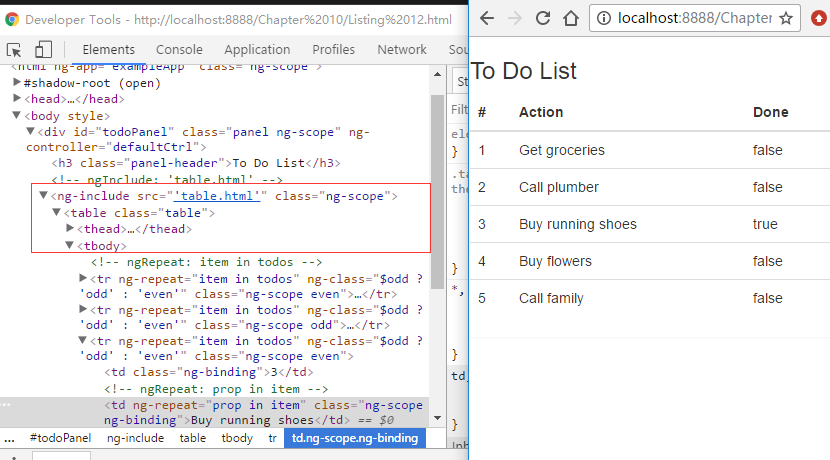 Developer Tools - http://localhost:8888/Chapter%2010/Listing%2012.html
Elements Console Application Profiles Network Sou
<html ng-app="exampleApp" class="ng-scope">
▶#shadow-root (open)
▶<head>…</head>
▼<body style>
▼<div id="todoPanel" class="panel ng-scope" ng-
controller="defaultCtrl">
<h3 class="panel-header">To Do List</h3>
<!-- ngInclude: 'table.html' -->
▼<ng-include src="'table.html'" class="ng-scope">
▼<table class="table">
▶<thead>…</thead>
▼<tbody>
<!-- ngRepeat: item in todos -->
▶<tr ng-repeat="item in todos" ng-class="$odd ?
'odd' : 'even'" class="ng-scope even">…</tr>
▶<tr ng-repeat="item in todos" ng-class="$odd ?
'odd' : 'even'" class="ng-scope odd">…</tr>
▼<tr ng-repeat="item in todos" ng-class="$odd ?
'odd' : 'even'" class="ng-scope even">
<td class="ng-binding">3</td>
<!-- ngRepeat: prop in item -->
… <td ng-repeat="prop in item" class="ng-scope
ng-binding">Buy running shoes</td> == $0
... #todoPanel ng-include table tbody tr td.ng-scope.ng-binding
St
Filt
ele
}
.ta
the
}
*,
}
td,
}
Inh
localhost:8888/Chapter
To Do List
# Action Done
1 Get groceries false
2 Call plumber false
3 Buy running shoes true
4 Buy flowers false
5 Call family false